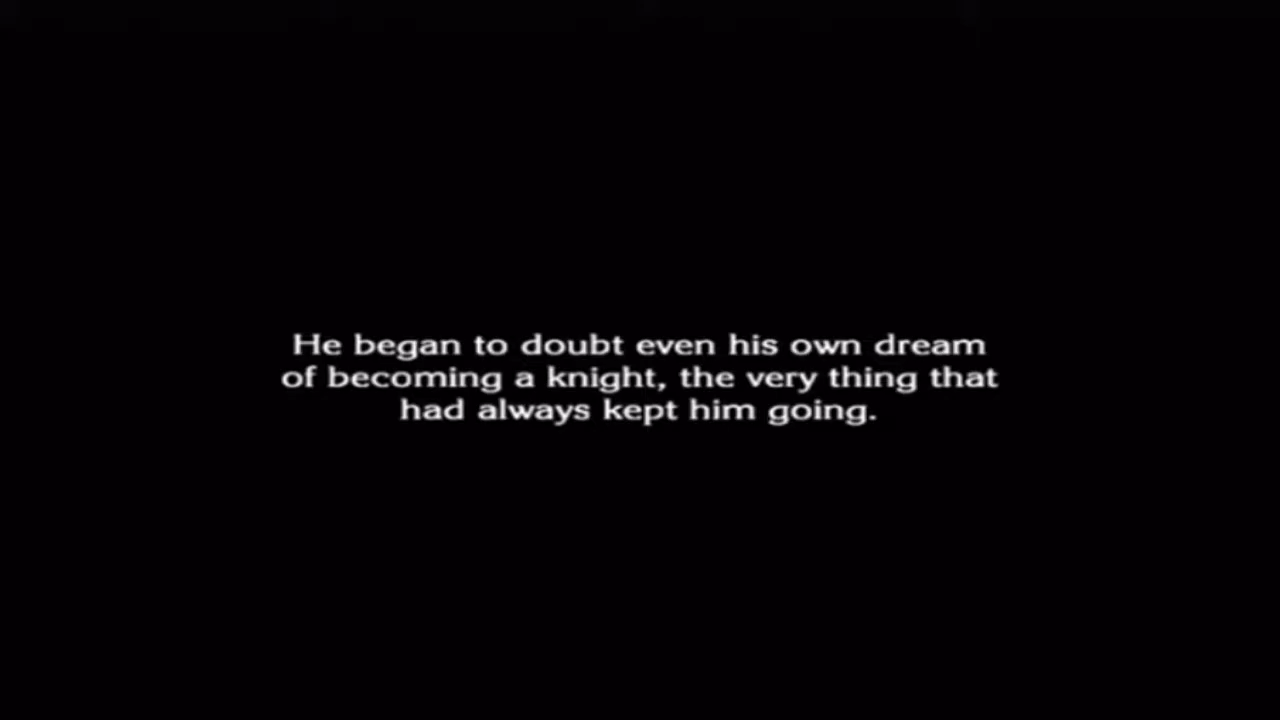 He began to doubt even his own dream
of becoming a knight, the very thing that
had always kept him going.